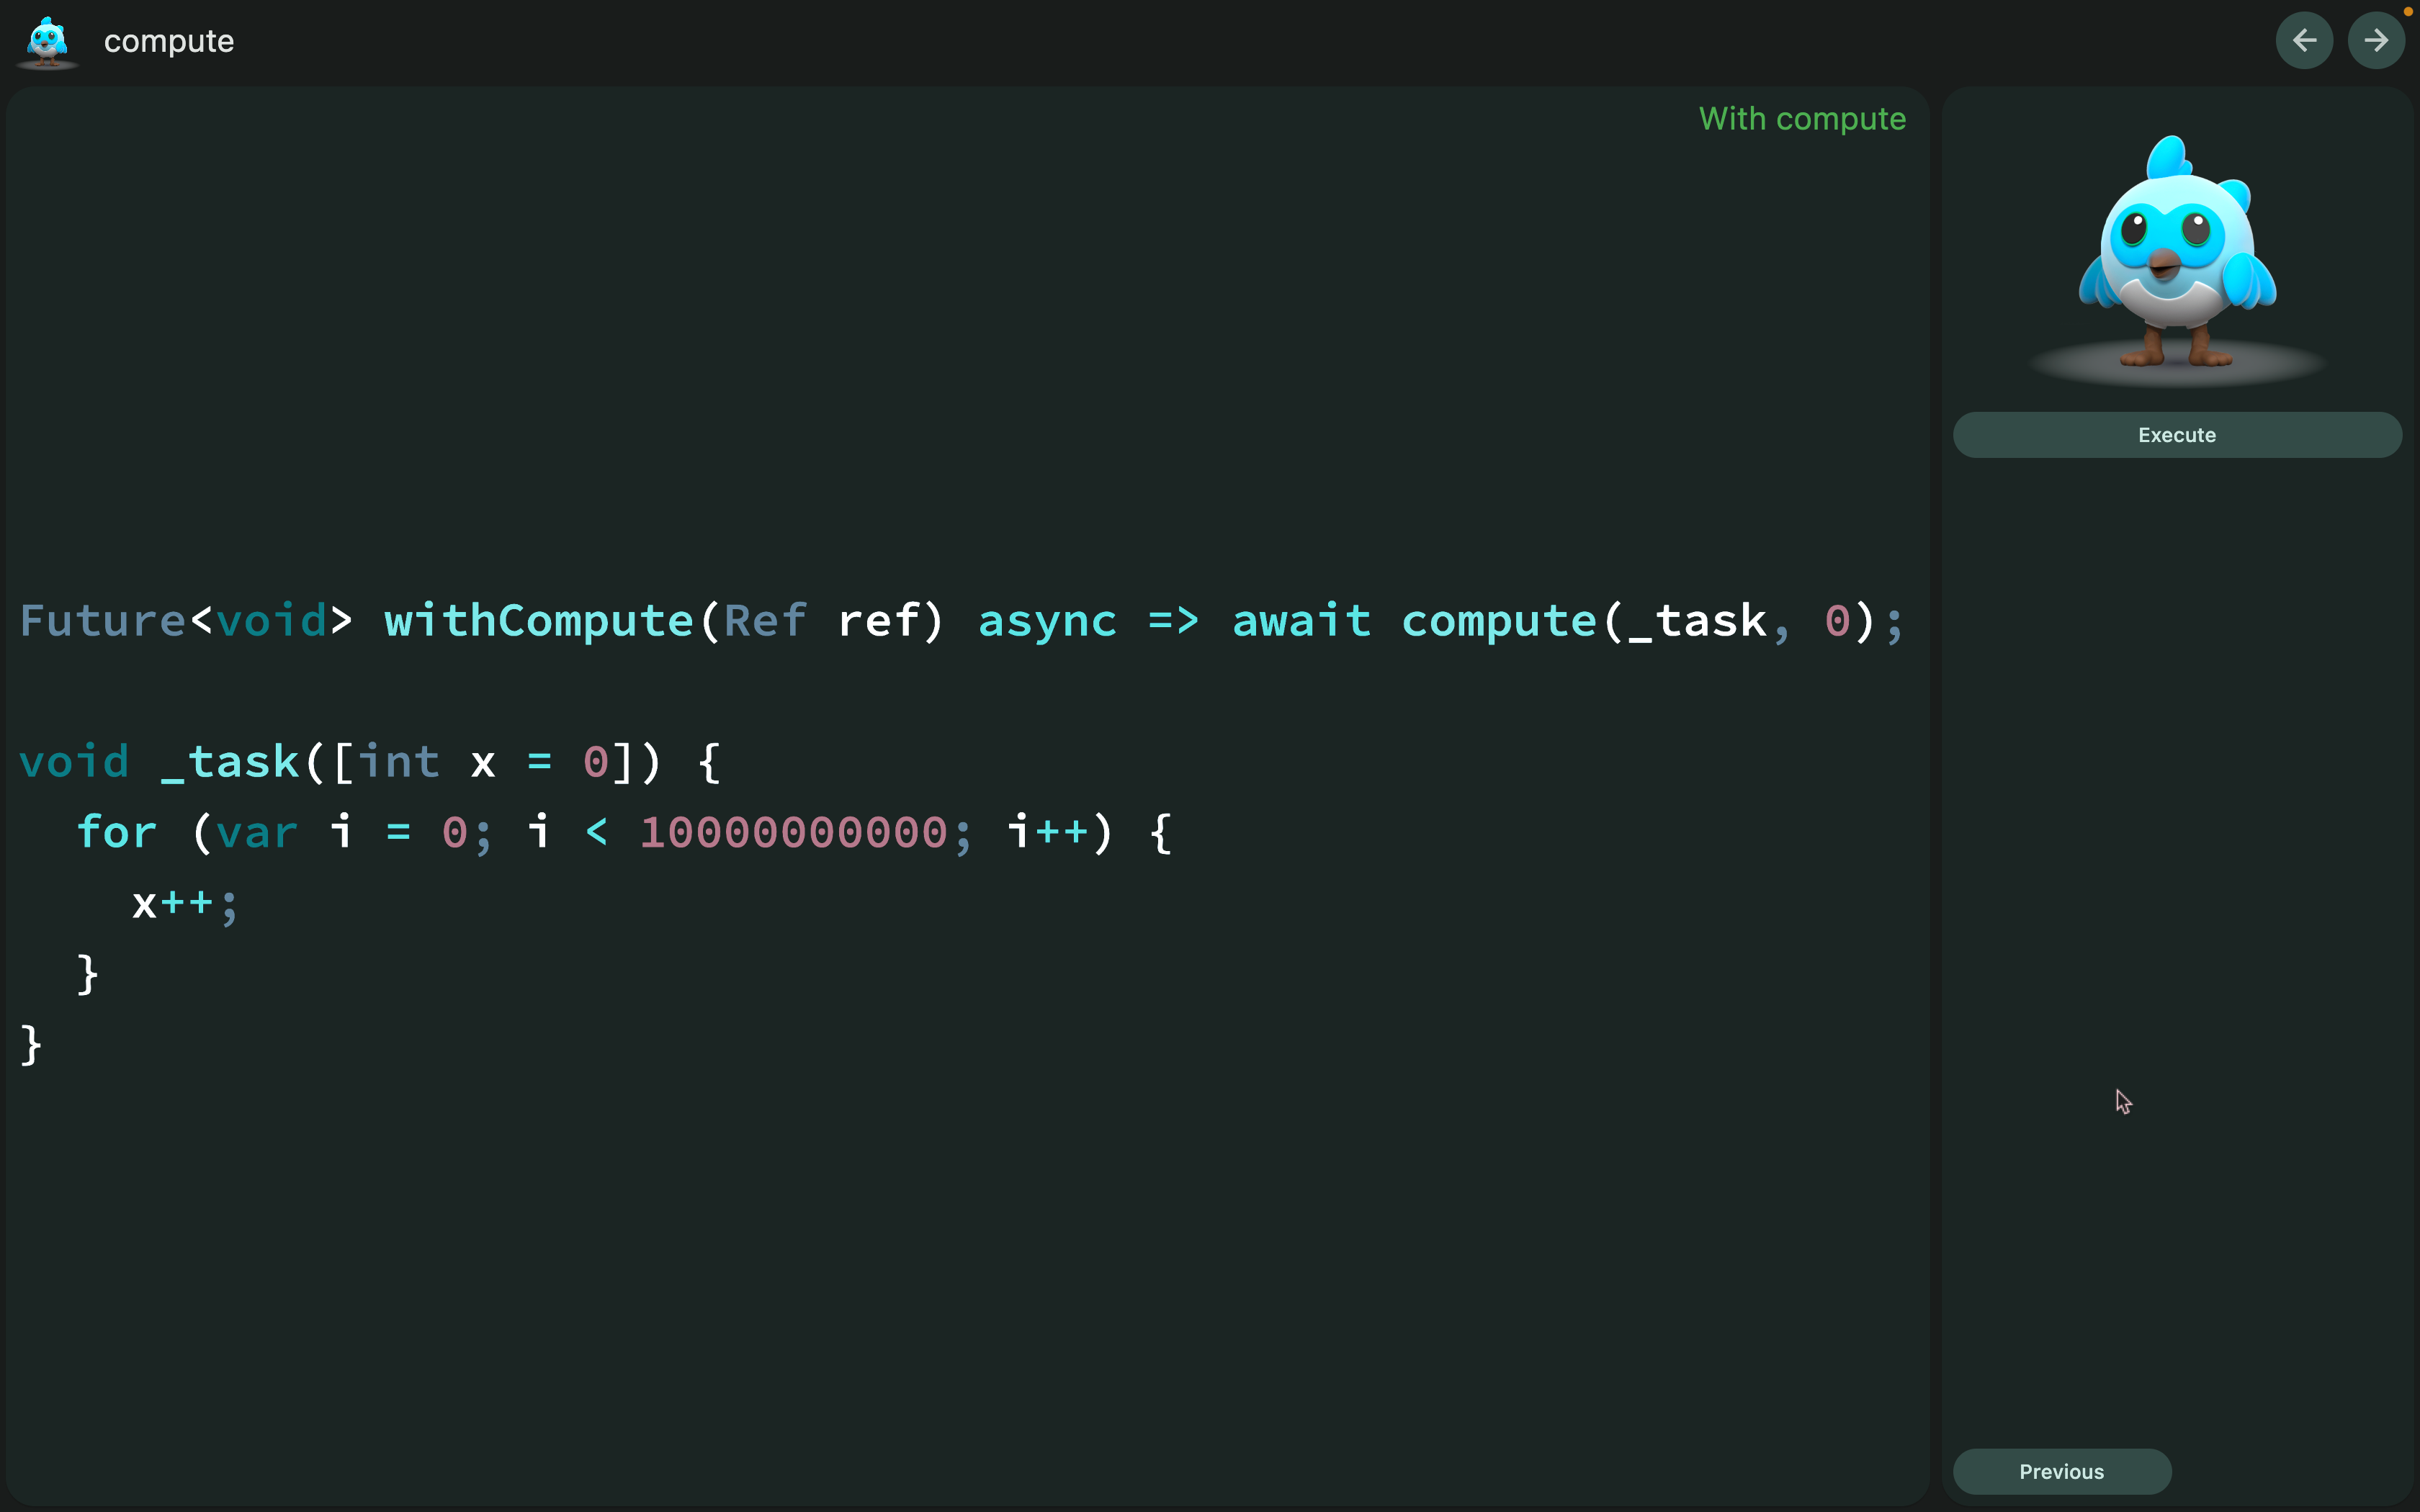 compute
With compute
Future<void> withCompute(Ref ref) async => await compute(_task, 0);
void _task([int x = 0]) {
for (var i = 0; i < 10000000000; i++) {
x++;
}
}
Execute
Previous